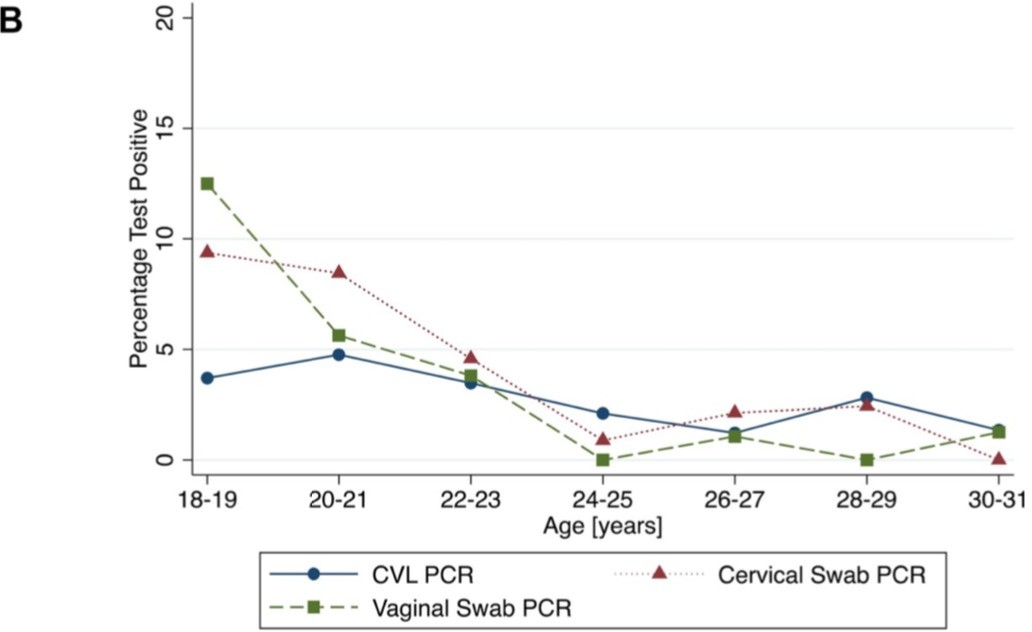 B
Percentage Test Positive
20
15
10
5
0
18-19 20-21 22-23 24-25 26-27 28-29 30-31
Age [years]
CVL PCR Cervical Swab PCR
Vaginal Swab PCR